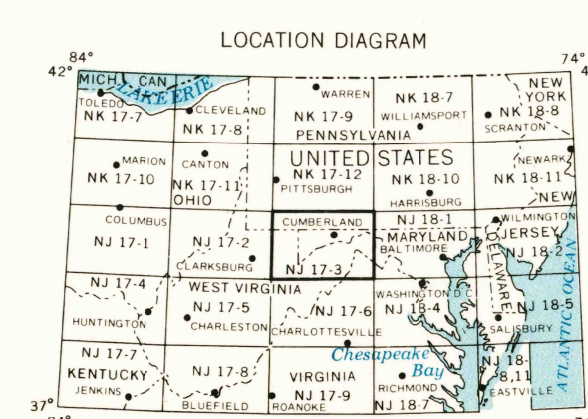 LOCATION DIAGRAM
84°
74°
42°
4
MICH
CAN
LAKE ERIE
TOLEDO
NK 17-7
CLEVELAND
NK 17-8
WARREN
NK 17-9
NK 18-7
WILLIAMSPORT
NEW
YORK
NK 18-8
SCRANTON
PENNSYLVANIA
UNITED STATES
MARION
NK 17-10
CANTON
NK 17-11
OHIO
NK 17-12
PITTSBURGH
NK 18-10
HARRISBURG
NEWARK
NK 18-11
NEW
JERSEY
COLUMBUS
NJ 17-1
NJ 17-2
CLARKSBURG
CUMBERLAND
NJ 17-3
NJ 18-1
MARYLAND
BALTIMORE
WILMINGTON
NJ 18-2
DELAWARE
ATLANTIC OCEAN
NJ 17-4
HUNTINGTON
WEST VIRGINIA
NJ 17-5
CHARLESTON
NJ 17-6
CHARLOTTESVILLE
WASHINGTON D C
NJ 18-4
NJ 18-5
SALISBURY
Chesapeake
Bay
NJ 17-7
KENTUCKY
JENKINS
NJ 17-8
BLUEFIELD
VIRGINIA
NJ 17-9
ROANOKE
RICHMOND
NJ 18-7
NJ 18-
8,11
EASTVILLE
37°